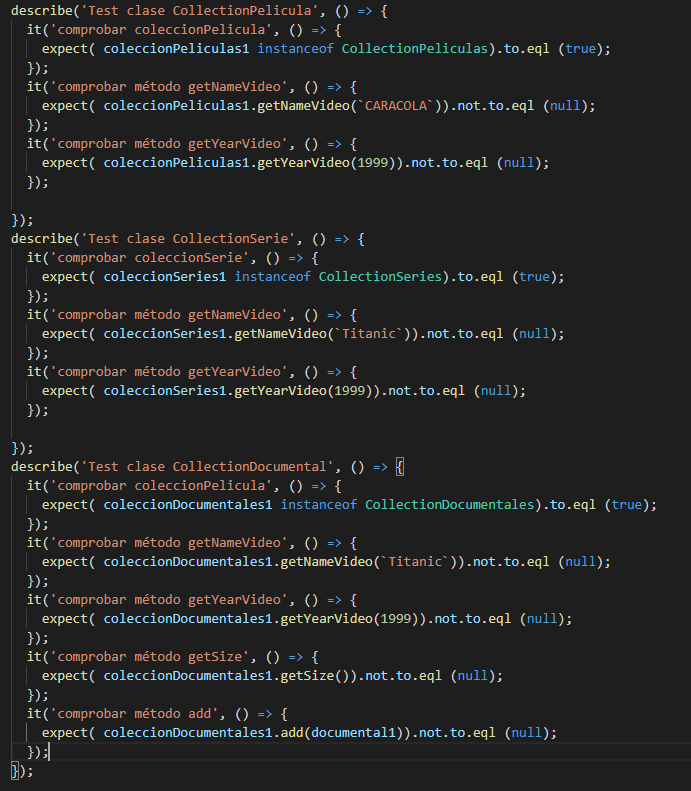 describe('Test clase CollectionPelicula', () => {
  it('comprobar coleccionPelicula', () => {
    expect( coleccionPeliculas1 instanceof CollectionPeliculas).to.eql (true);
  });
  it('comprobar método getNameVideo', () => {
    expect( coleccionPeliculas1.getNameVideo(`CARACOLA`)).not.to.eql (null);
  });
  it('comprobar método getYearVideo', () => {
    expect( coleccionPeliculas1.getYearVideo(1999)).not.to.eql (null);
  });

});
describe('Test clase CollectionSerie', () => {
  it('comprobar coleccionSerie', () => {
    expect( coleccionSeries1 instanceof CollectionSeries).to.eql (true);
  });
  it('comprobar método getNameVideo', () => {
    expect( coleccionSeries1.getNameVideo(`Titanic`)).not.to.eql (null);
  });
  it('comprobar método getYearVideo', () => {
    expect( coleccionSeries1.getYearVideo(1999)).not.to.eql (null);
  });

});
describe('Test clase CollectionDocumental', () => {
  it('comprobar coleccionPelicula', () => {
    expect( coleccionDocumentales1 instanceof CollectionDocumentales).to.eql (true);
  });
  it('comprobar método getNameVideo', () => {
    expect( coleccionDocumentales1.getNameVideo(`Titanic`)).not.to.eql (null);
  });
  it('comprobar método getYearVideo', () => {
    expect( coleccionDocumentales1.getYearVideo(1999)).not.to.eql (null);
  });
  it('comprobar método getSize', () => {
    expect( coleccionDocumentales1.getSize()).not.to.eql (null);
  });
  it('comprobar método add', () => {
    expect( coleccionDocumentales1.add(documental1)).not.to.eql (null);
  });
});